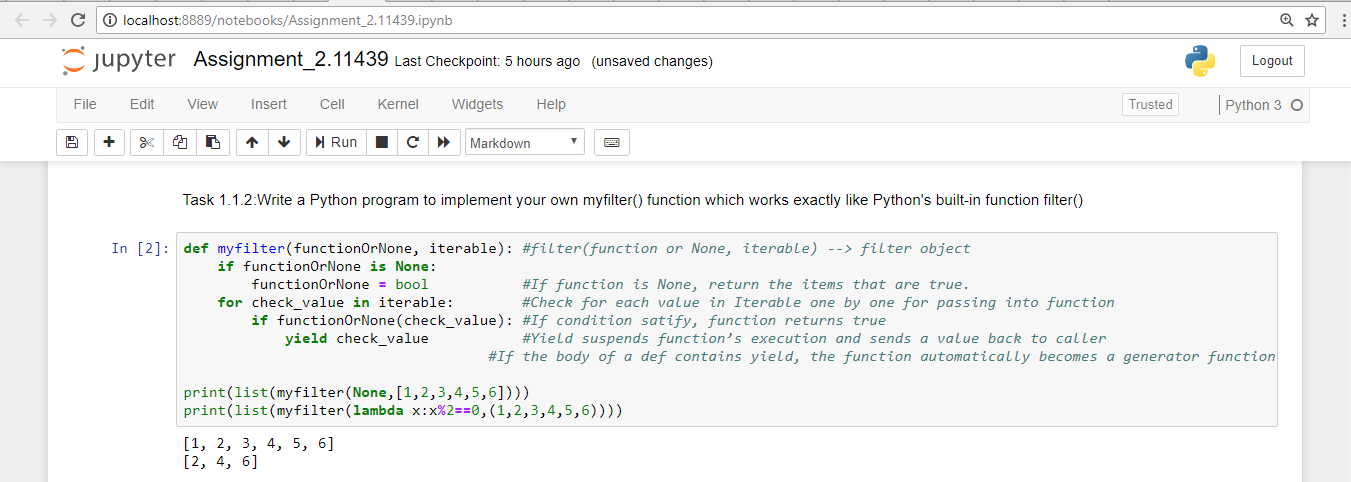 localhost:8889/notebooks/Assignment_2.11439.ipynb
jupyter Assignment_2.11439 Last Checkpoint: 5 hours ago (unsaved changes) Logout
File Edit View Insert Cell Kernel Widgets Help Trusted Python 3
Run Markdown
Task 1.1.2:Write a Python program to implement your own myfilter() function which works exactly like Python's built-in function filter()
In [2]: def myfilter(functionOrNone, iterable): #filter(function or None, iterable) --> filter object
if functionOrNone is None:
functionOrNone = bool #If function is None, return the items that are true.
for check_value in iterable: #Check for each value in Iterable one by one for passing into function
if functionOrNone(check_value): #If condition satify, function returns true
yield check_value #Yield suspends function’s execution and sends a value back to caller
#If the body of a def contains yield, the function automatically becomes a generator function
print(list(myfilter(None,[1,2,3,4,5,6])))
print(list(myfilter(lambda x:x%2==0,(1,2,3,4,5,6))))
[1, 2, 3, 4, 5, 6]
[2, 4, 6]